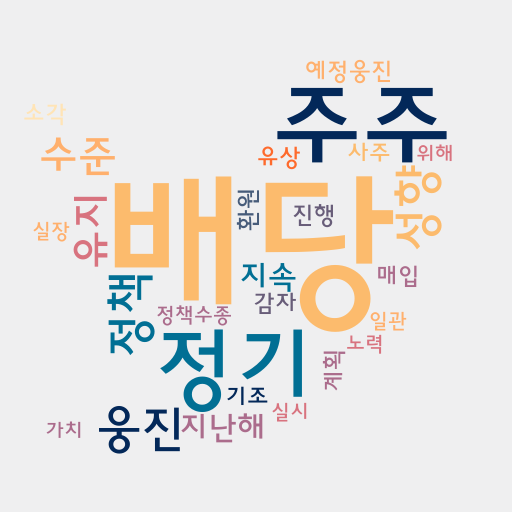 예정웅진
주주
소각
수준
유상
사주
위해
배당
성향
유지
환원
진행
실장
정책
지속
매입
감자
정책수종
일관
정기
노력
계획
기조
웅진
지난해
실시
가치